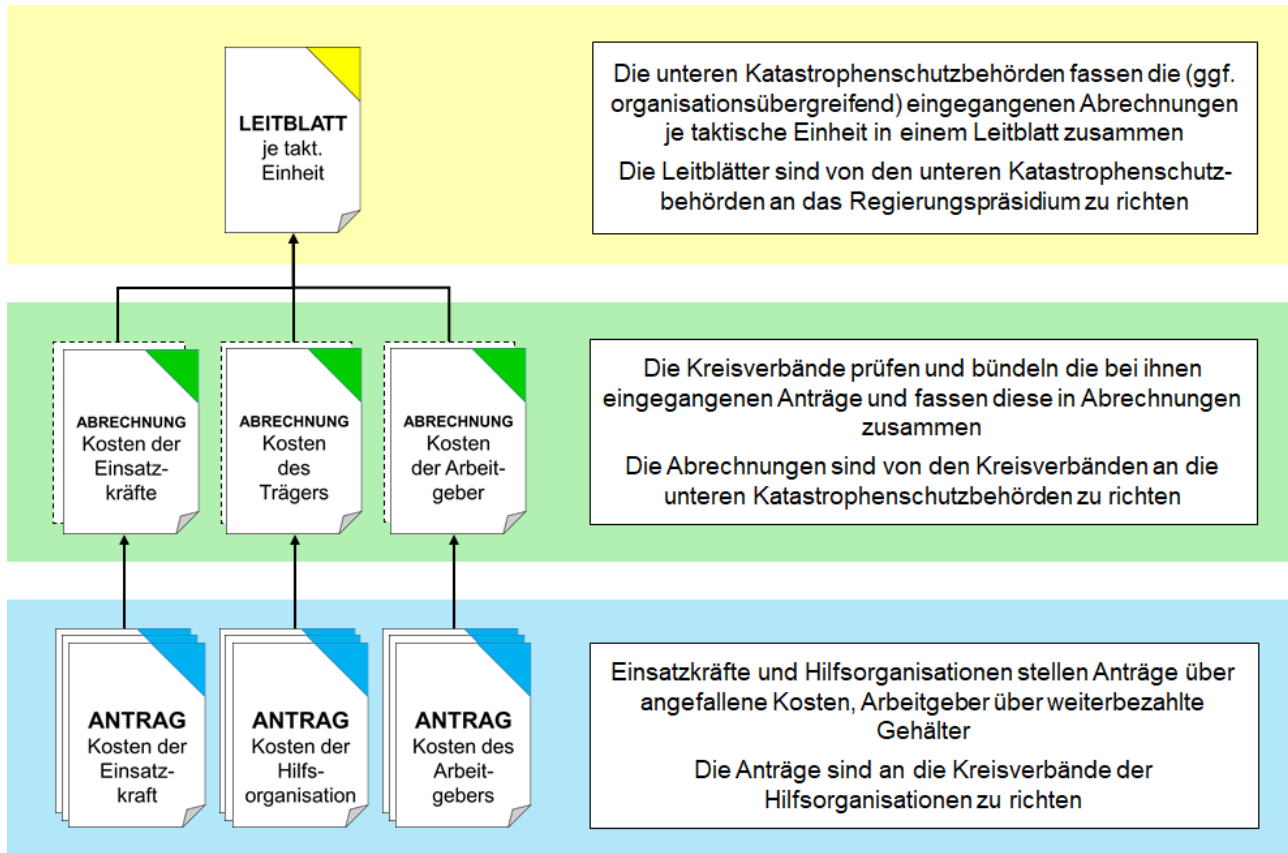 LEITBLATT
je takt.
Einheit
Die unteren Katastrophenschutzbehörden fassen die (ggf.
organisationsübergreifend) eingegangenen Abrechnungen
je taktische Einheit in einem Leitblatt zusammen
Die Leitblätter sind von den unteren Katastrophenschutz-
behörden an das Regierungspräsidium zu richten
ABRECHNUNG
Kosten der
Einsatz-
kräfte
ABRECHNUNG
Kosten
des
Trägers
ABRECHNUNG
Kosten
der Arbeit-
geber
Die Kreisverbände prüfen und bündeln die bei ihnen
eingegangenen Anträge und fassen diese in Abrechnungen
zusammen
Die Abrechnungen sind von den Kreisverbänden an die
unteren Katastrophenschutzbehörden zu richten
ANTRAG
Kosten der
Einsatz-
kraft
ANTRAG
Kosten der
Hilfs-
organisation
ANTRAG
Kosten des
Arbeit-
gebers
Einsatzkräfte und Hilfsorganisationen stellen Anträge über
angefallene Kosten, Arbeitgeber über weiterbezahlte
Gehälter
Die Anträge sind an die Kreisverbände der
Hilfsorganisationen zu richten